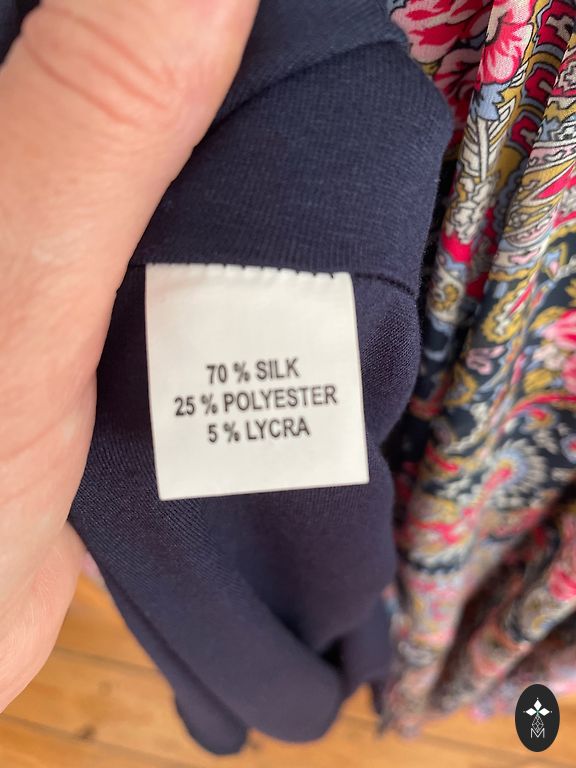 70 % SILK
25 % POLYESTER
5 % LYCRA